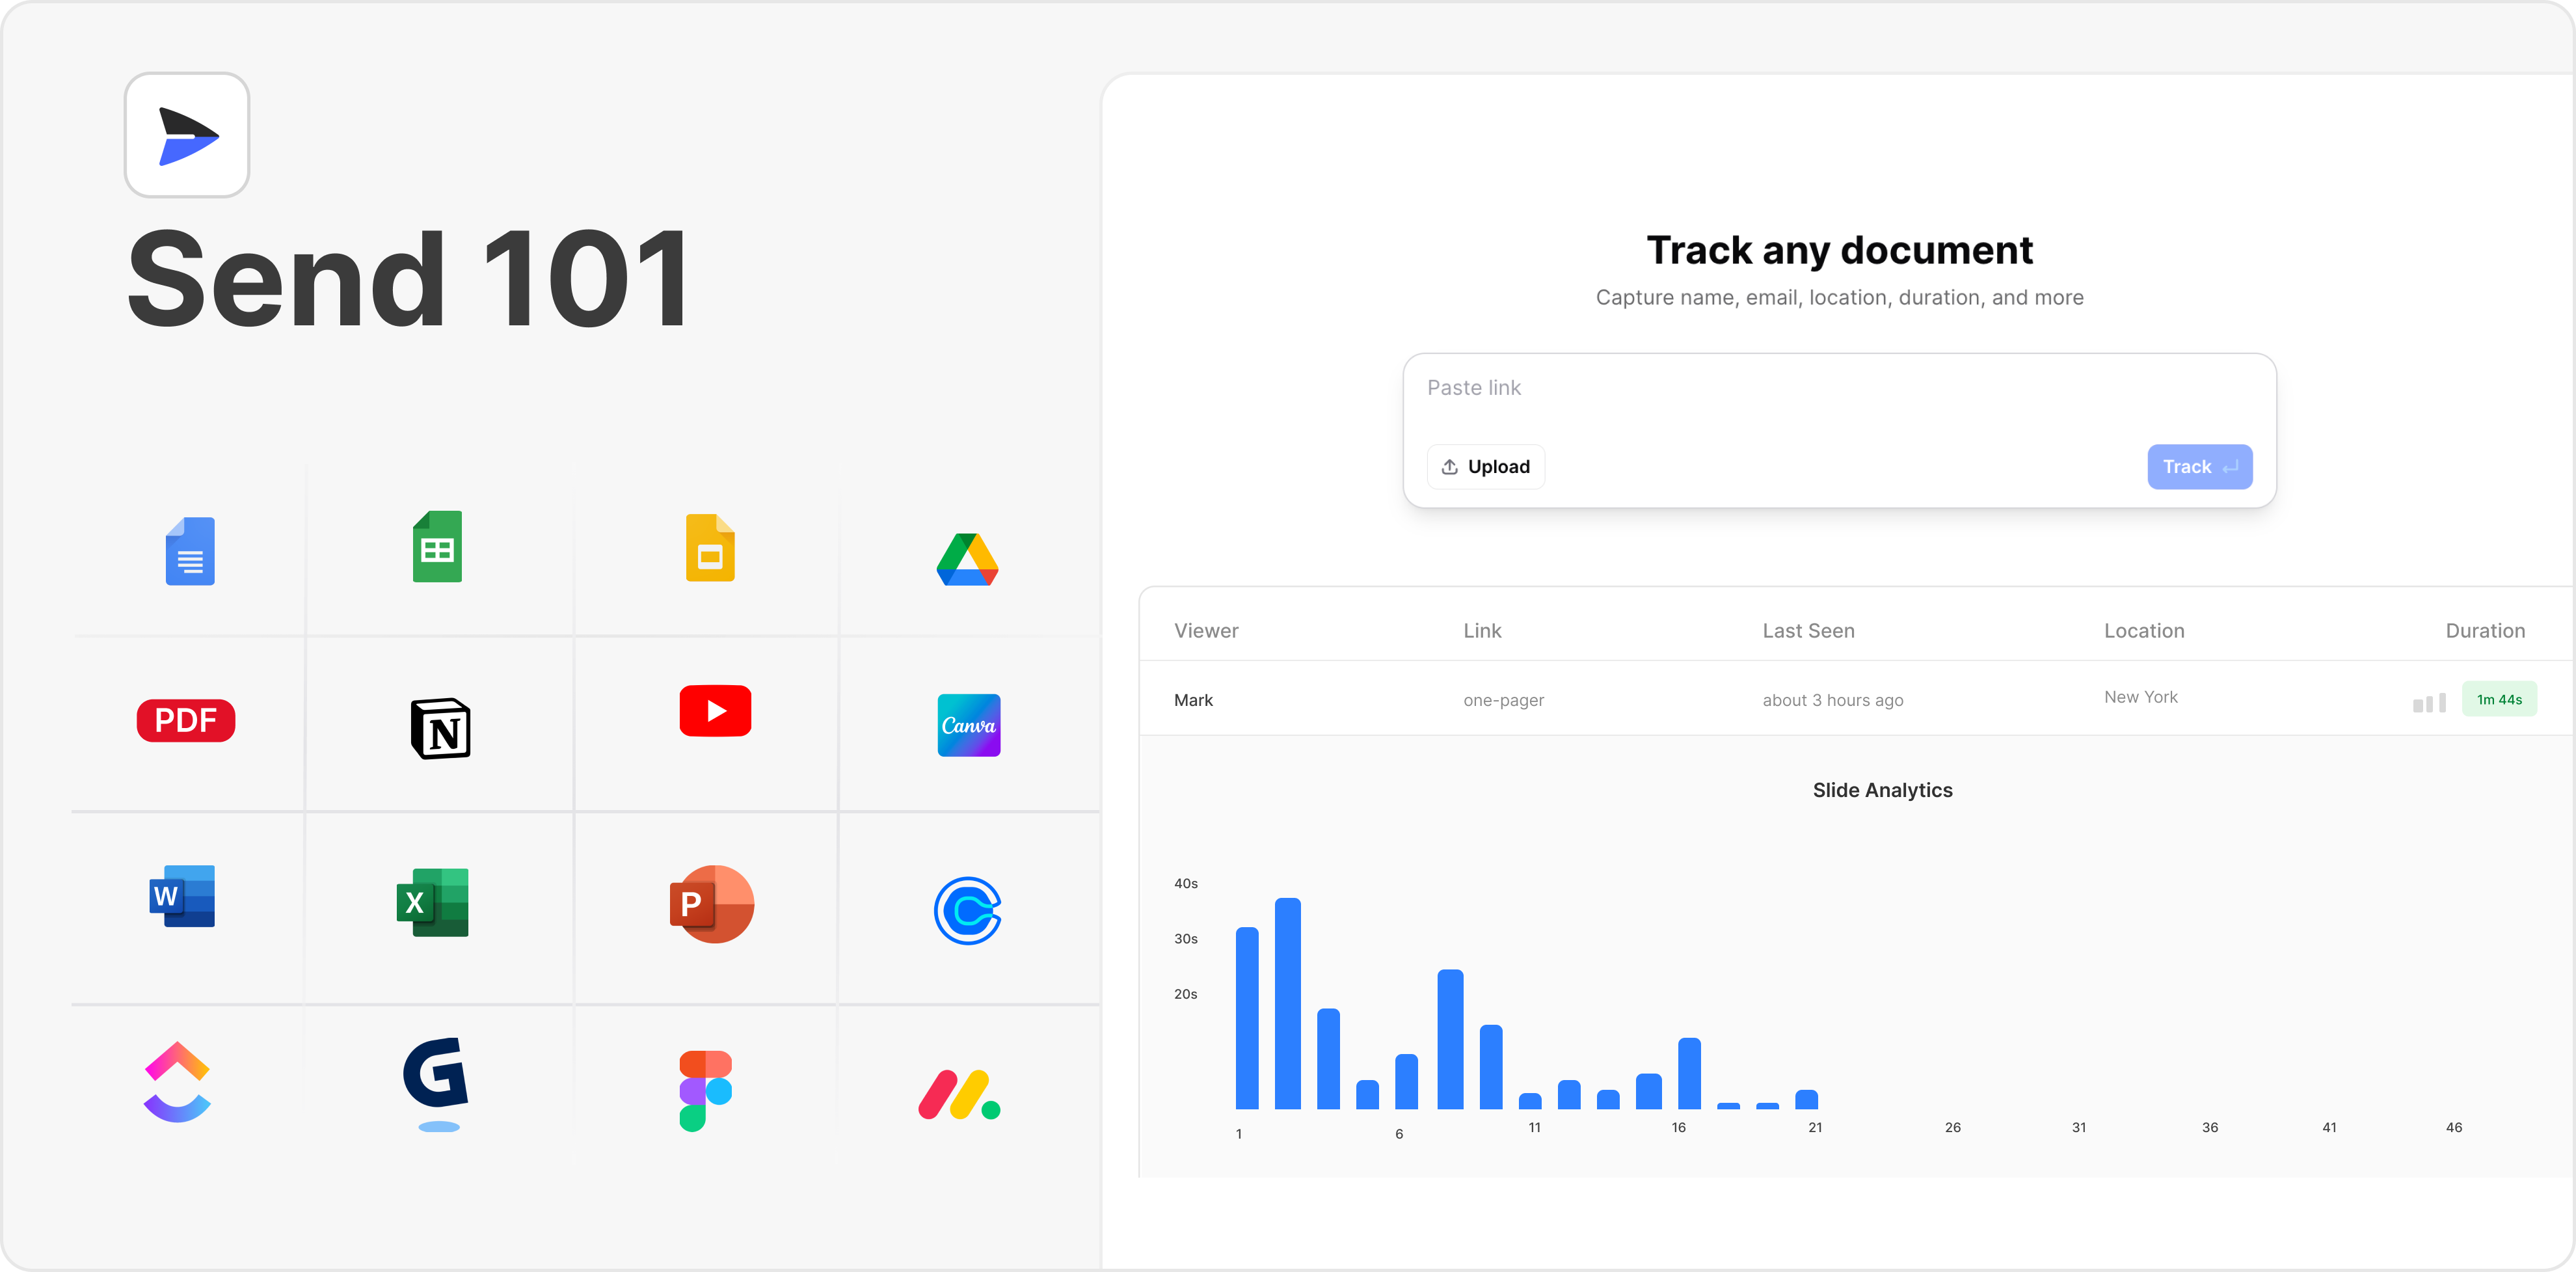 Send 101
PDF
N
Canva
W
X
P
G
Track any document
Capture name, email, location, duration, and more
Paste link
Upload
Track
Viewer Link Last Seen Location Duration
Mark one-pager about 3 hours ago New York 1m 44s
Slide Analytics
40s
30s
20s
1 6 11 16 21 26 31 36 41 46